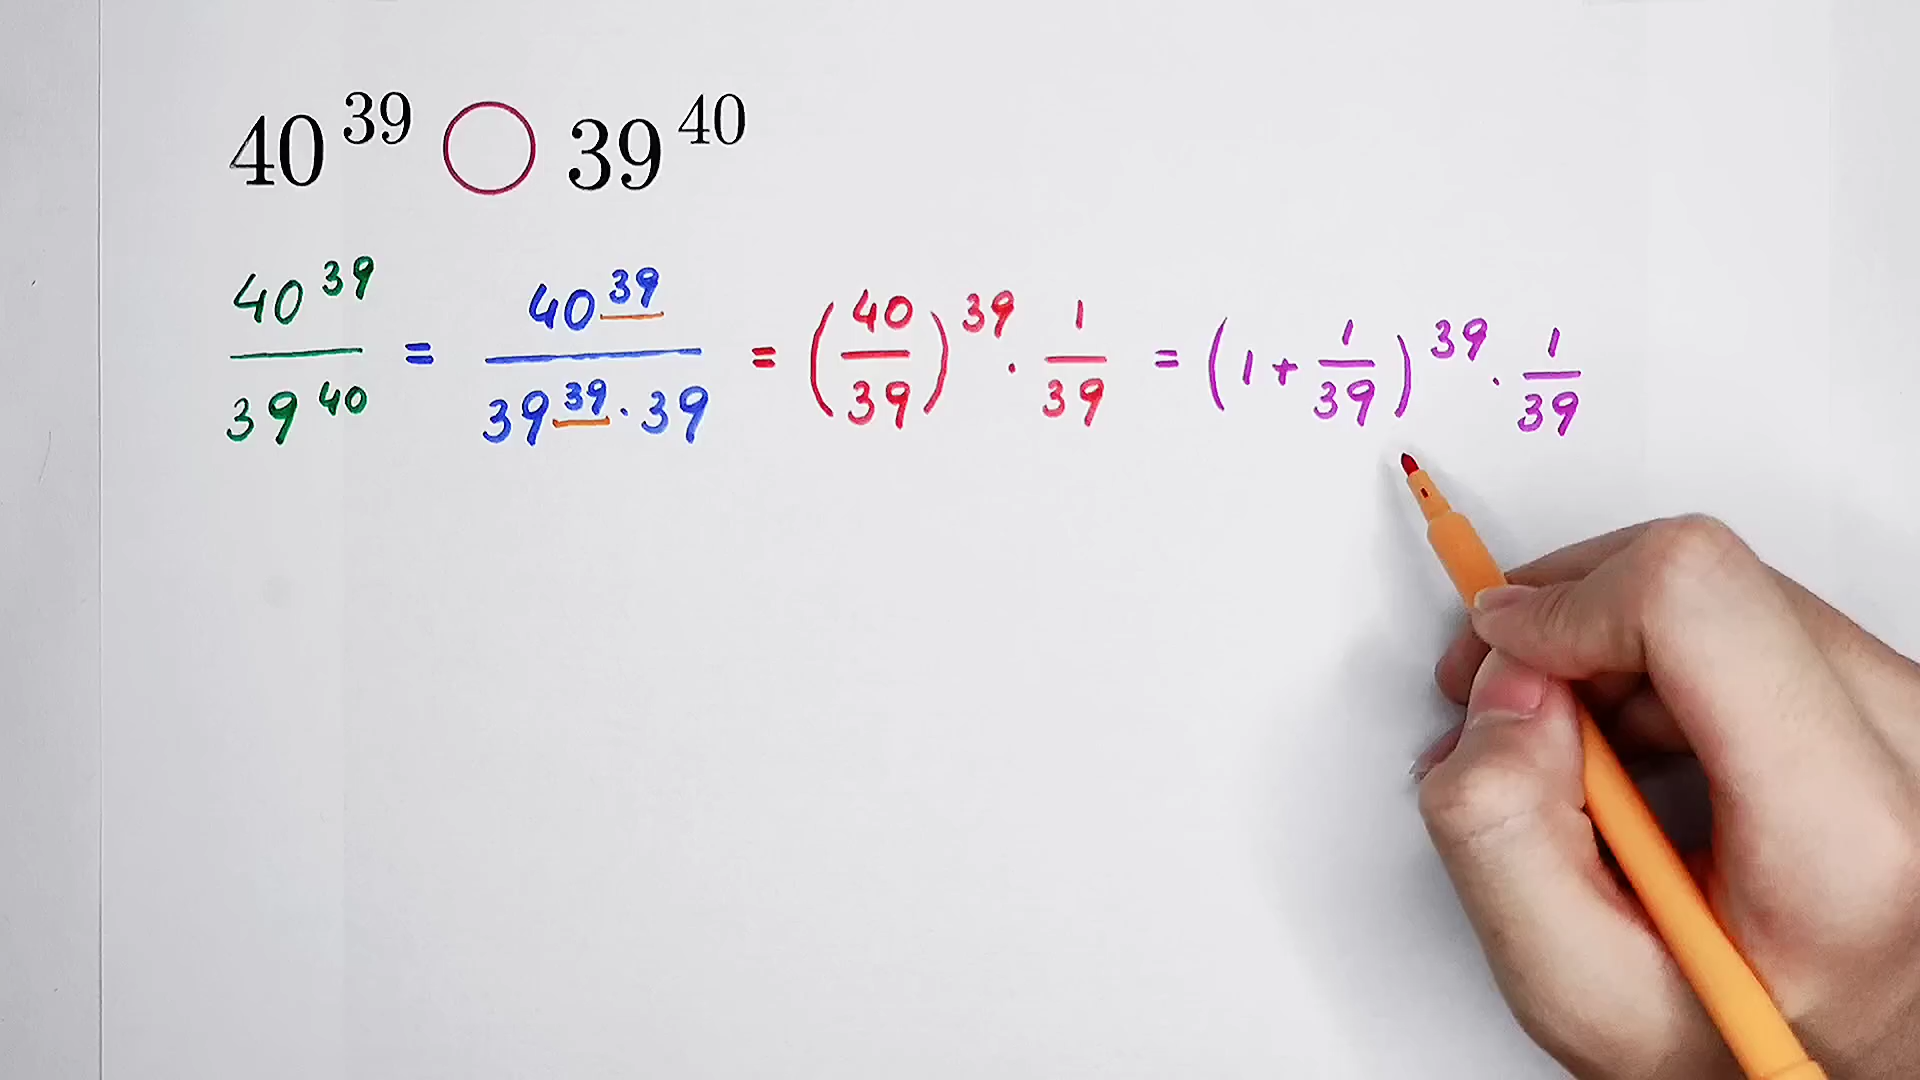 40^39 ○ 39^40
40^39 / 39^40 = 40^39 / (39^39 · 39) = (40/39)^39 · 1/39 = (1 + 1/39)^39 · 1/39